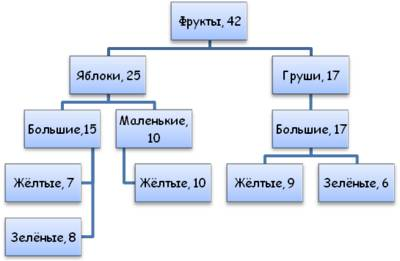 Фрукты, 42
Яблоки, 25
Груши, 17
Большие,15
Маленькие,
10
Большие, 17
Жёлтые, 7
Жёлтые, 10
Жёлтые, 9
Зелёные, 6
Зелёные, 8